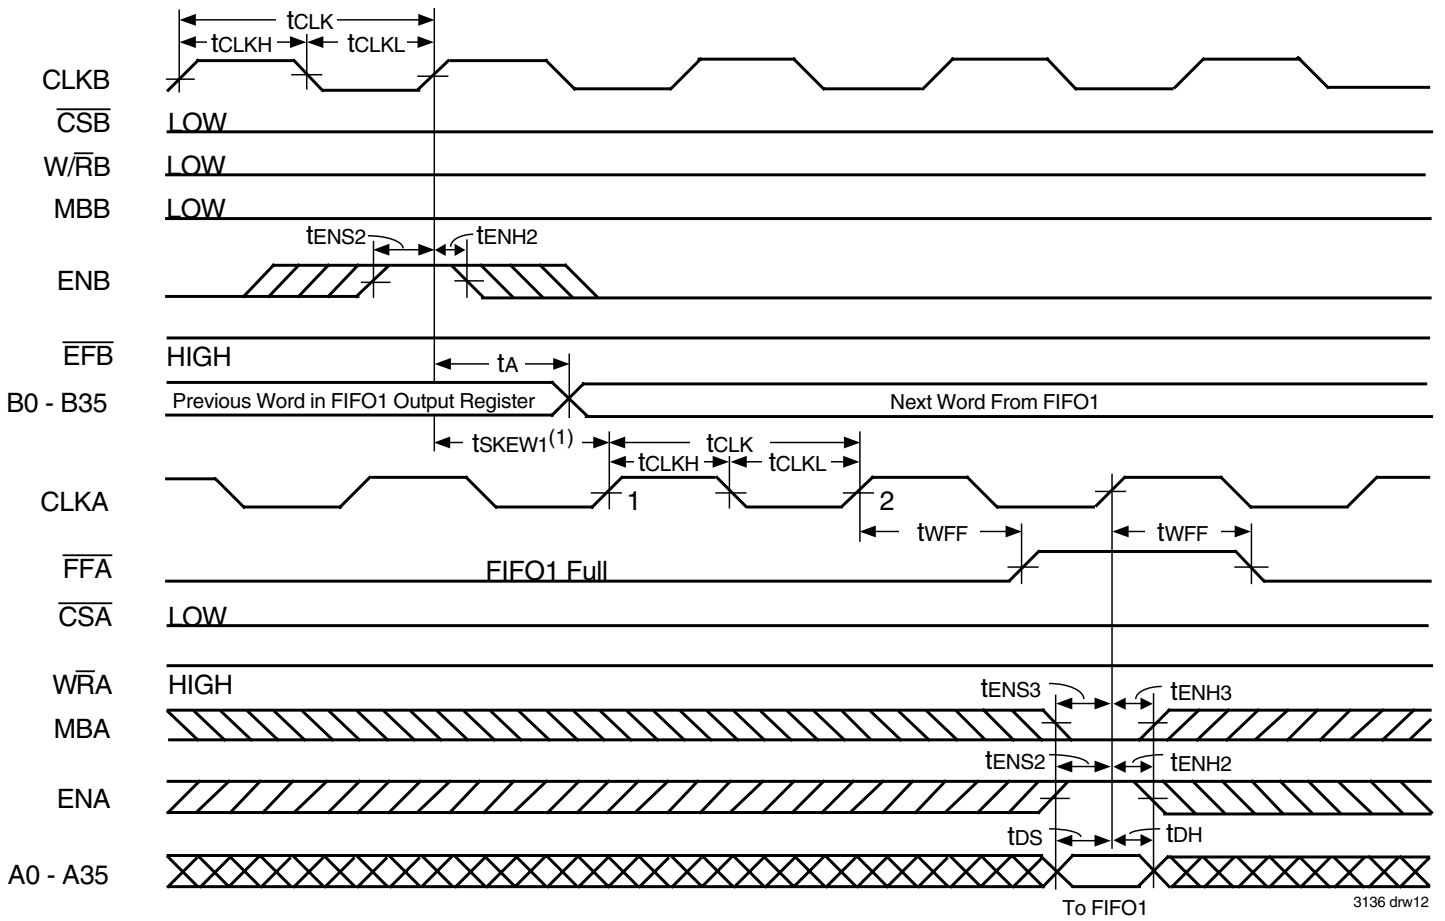 tCLK
tCLKH tCLKL
CLKB
CSB LOW
W/RB LOW
MBB LOW
tENS2 tENH2
ENB
EFB HIGH
tA
B0 - B35 Previous Word in FIFO1 Output Register Next Word From FIFO1
tSKEW1(1) tCLK
tCLKH tCLKL
CLKA 1 2
tWFF tWFF
FFA FIFO1 Full
CSA LOW
WRA HIGH
tENS3 tENH3
MBA
tENS2 tENH2
ENA
tDS tDH
A0 - A35
To FIFO1
3136 drw12